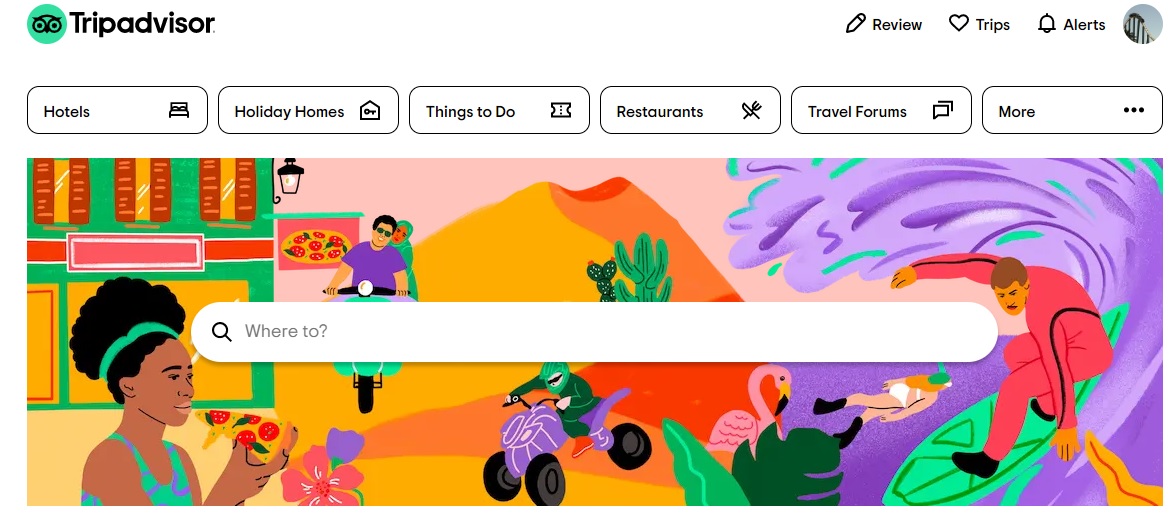 Tripadvisor
Review
Trips
Alerts
Hotels
Holiday Homes
Things to Do
Restaurants
Travel Forums
More
Where to?